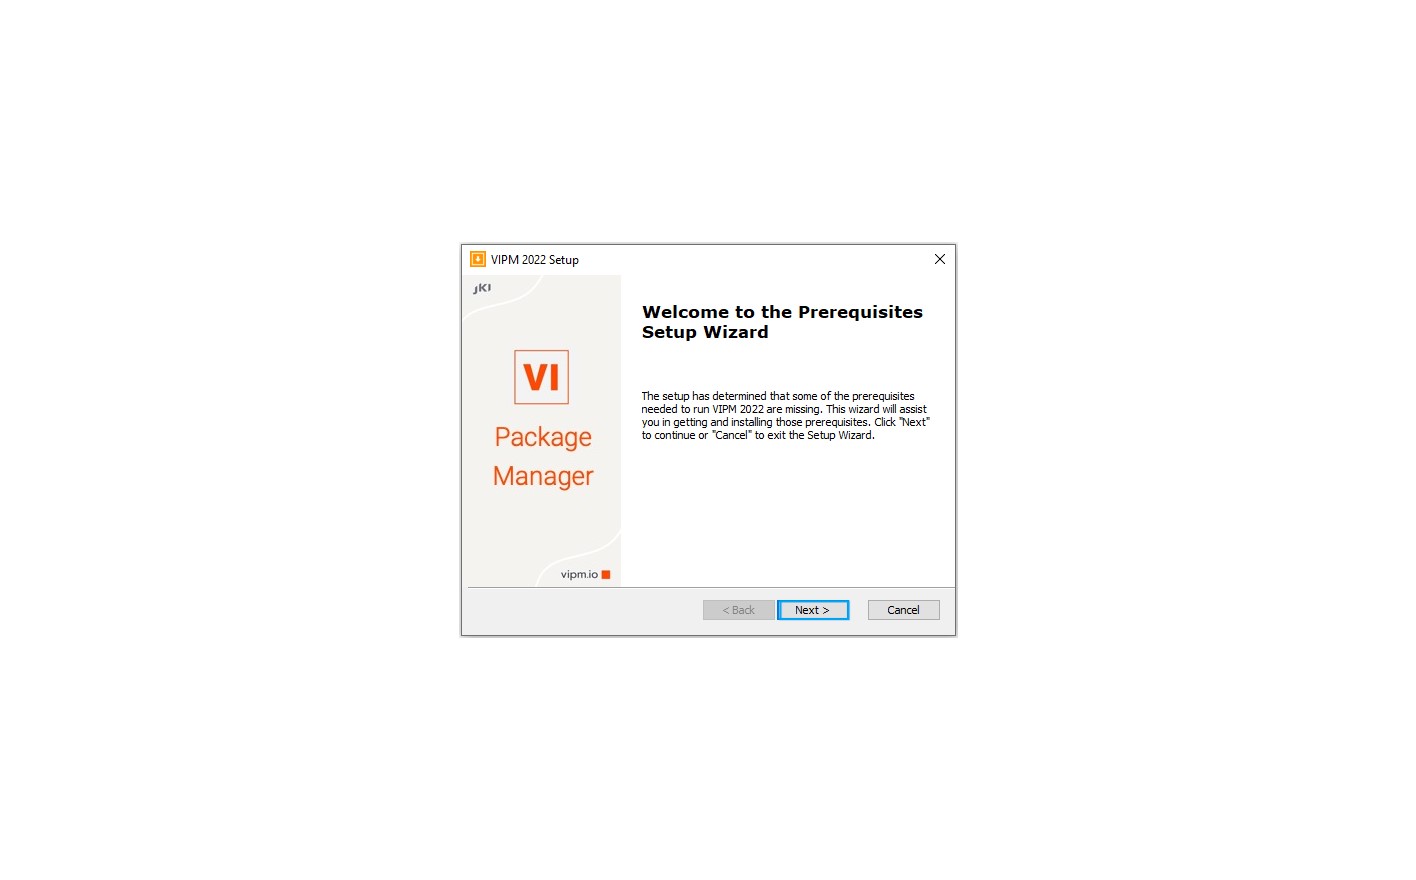 VIPM 2022 Setup
JKI
VI
Package
Manager
vipm.io
Welcome to the Prerequisites
Setup Wizard
The setup has determined that some of the prerequisites
needed to run VIPM 2022 are missing. This wizard will assist
you in getting and installing those prerequisites. Click "Next"
to continue or "Cancel" to exit the Setup Wizard.
< Back
Next >
Cancel